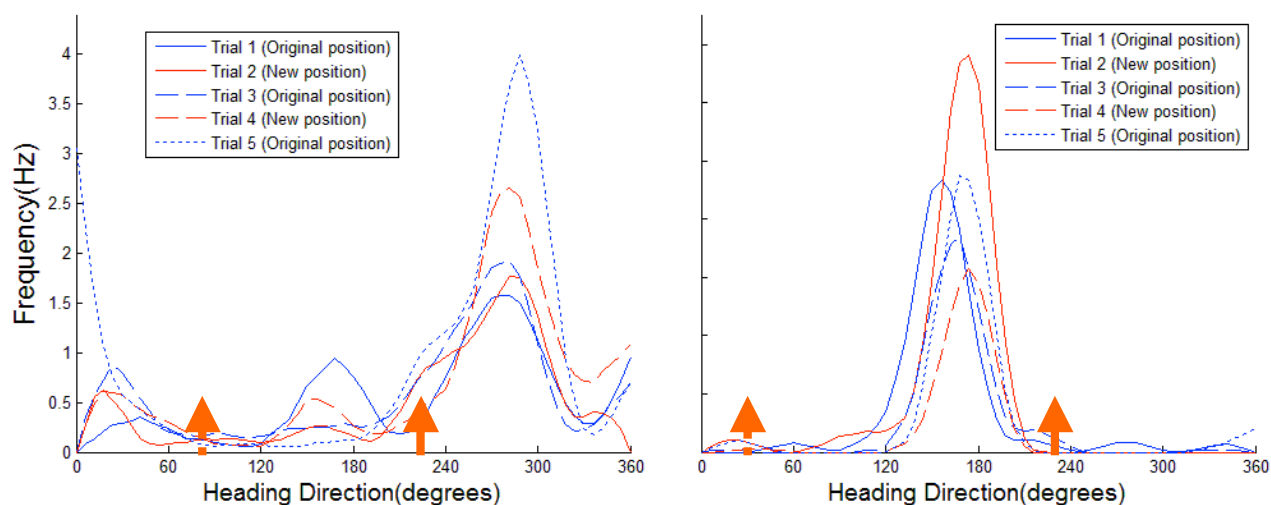 Trial 1 (Original position)
Trial 2 (New position)
Trial 3 (Original position)
Trial 4 (New position)
Trial 5 (Original position)
4
3.5
3
2.5
2
1.5
1
0.5
0
Frequency(Hz)
0 60 120 180 240 300 360
Heading Direction(degrees)
Trial 1 (Original position)
Trial 2 (New position)
Trial 3 (Original position)
Trial 4 (New position)
Trial 5 (Original position)
0 60 120 180 240 300 360
Heading Direction(degrees)